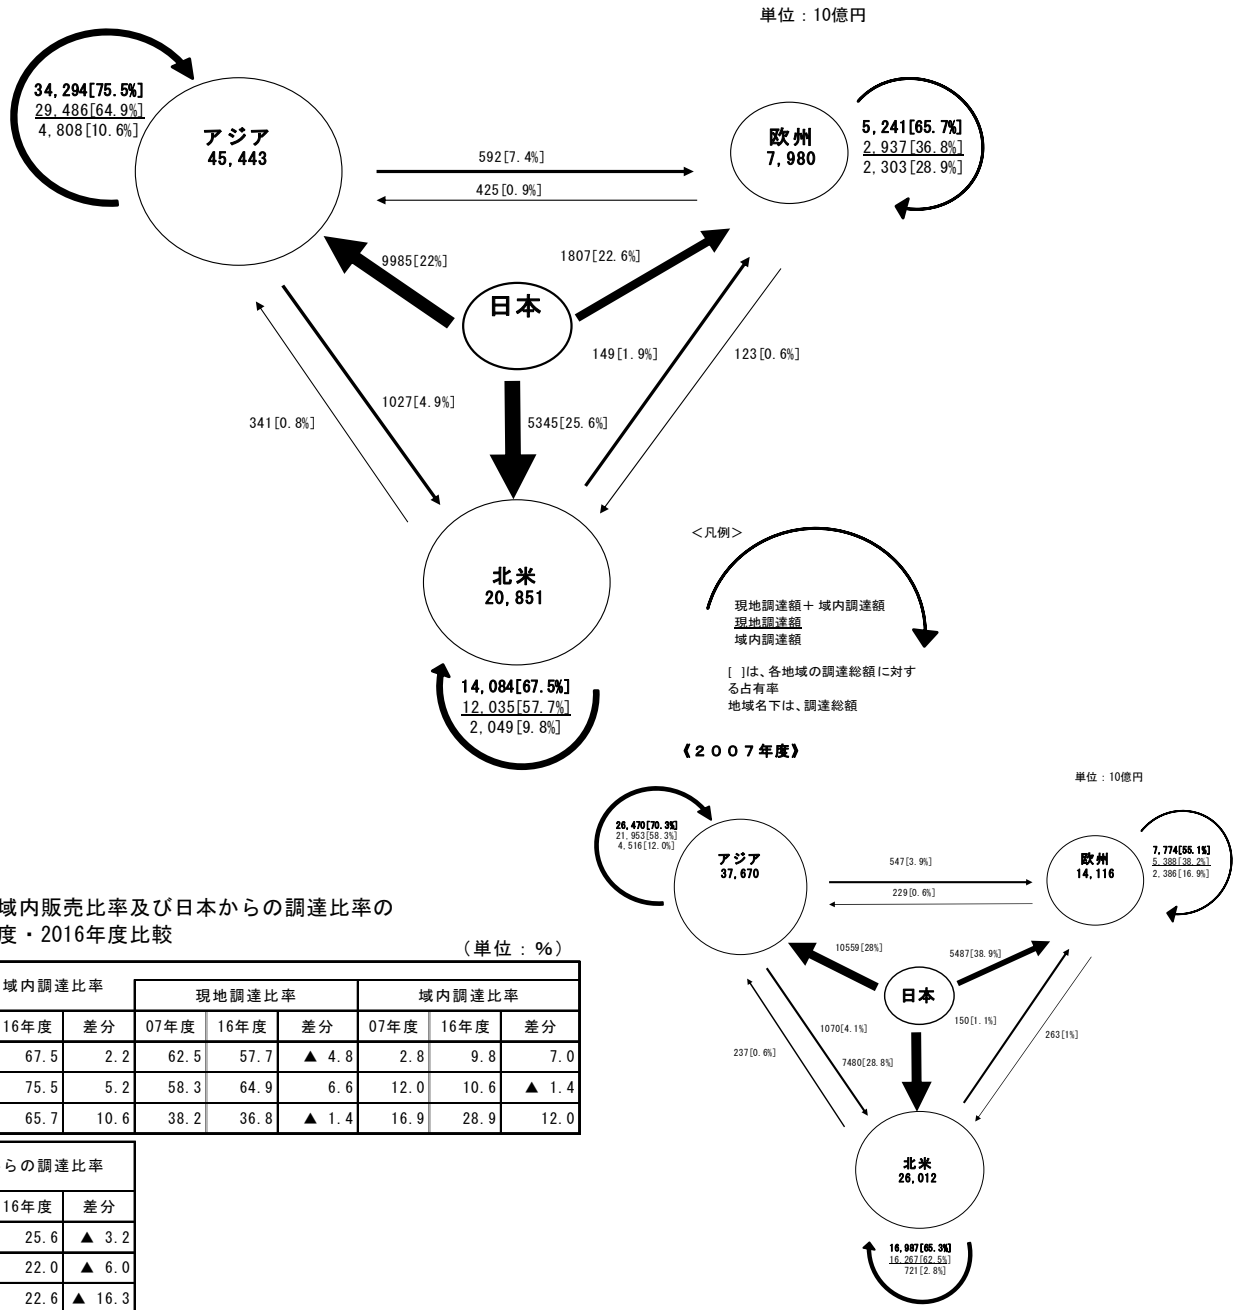 単位：10億円
34,294[75.5%]
29,486[64.9%]
4,808[10.6%]
アジア
45,443
欧州
7,980
5,241[65.7%]
2,937[36.8%]
2,303[28.9%]
592[7.4%]
425[0.9%]
9985[22%]
1807[22.6%]
日本
149[1.9%]
123[0.6%]
1027[4.9%]
341[0.8%]
5345[25.6%]
北米
20,851
14,084[67.5%]
12,035[57.7%]
2,049[9.8%]
＜凡例＞
現地調達額＋域内調達額
現地調達額
域内調達額
[ ]は、各地域の調達総額に対す
る占有率
地域名下は、調達総額
《２００７年度》
単位：10億円
26,470[70.3%]
21,953[58.3%]
4,516[12.0%]
アジア
37,670
欧州
14,116
7,774[55.1%]
5,388[38.2%]
2,386[16.9%]
547[3.9%]
229[0.6%]
10559[28%]
5487[38.9%]
日本
150[1.1%]
263[1%]
1070[4.1%]
237[0.6%]
7480[28.8%]
北米
26,012
16,987[65.3%]
16,267[62.5%]
721[2.8%]
域内販売比率及び日本からの調達比率の
度・2016年度比較
（単位：%）
域内調達比率
現地調達比率 域内調達比率
16年度 差分 07年度 16年度 差分 07年度 16年度 差分
67.5 2.2 62.5 57.7 ▲ 4.8 2.8 9.8 7.0
75.5 5.2 58.3 64.9 6.6 12.0 10.6 ▲ 1.4
65.7 10.6 38.2 36.8 ▲ 1.4 16.9 28.9 12.0
らの調達比率
16年度 差分
25.6 ▲ 3.2
22.0 ▲ 6.0
22.6 ▲ 16.3